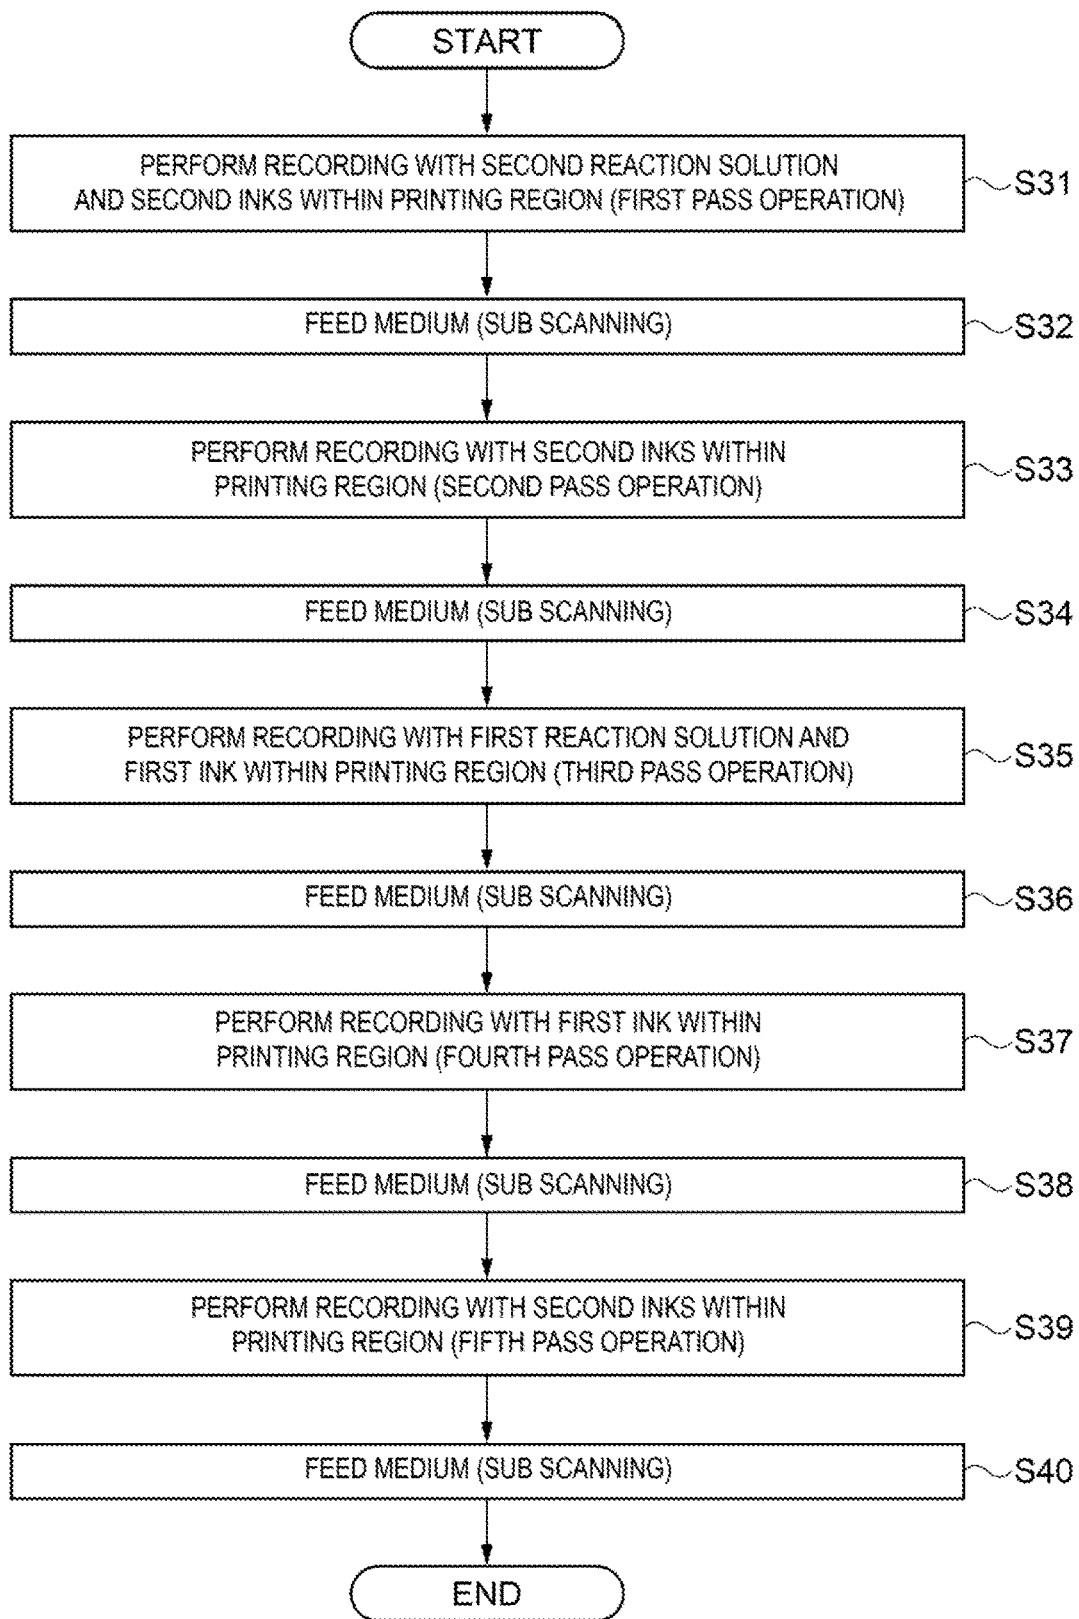 START
PERFORM RECORDING WITH SECOND REACTION SOLUTION
AND SECOND INKS WITHIN PRINTING REGION (FIRST PASS OPERATION)
S31
FEED MEDIUM (SUB SCANNING)
S32
PERFORM RECORDING WITH SECOND INKS WITHIN
PRINTING REGION (SECOND PASS OPERATION)
S33
FEED MEDIUM (SUB SCANNING)
S34
PERFORM RECORDING WITH FIRST REACTION SOLUTION AND
FIRST INK WITHIN PRINTING REGION (THIRD PASS OPERATION)
S35
FEED MEDIUM (SUB SCANNING)
S36
PERFORM RECORDING WITH FIRST INK WITHIN
PRINTING REGION (FOURTH PASS OPERATION)
S37
FEED MEDIUM (SUB SCANNING)
S38
PERFORM RECORDING WITH SECOND INKS WITHIN
PRINTING REGION (FIFTH PASS OPERATION)
S39
FEED MEDIUM (SUB SCANNING)
S40
END